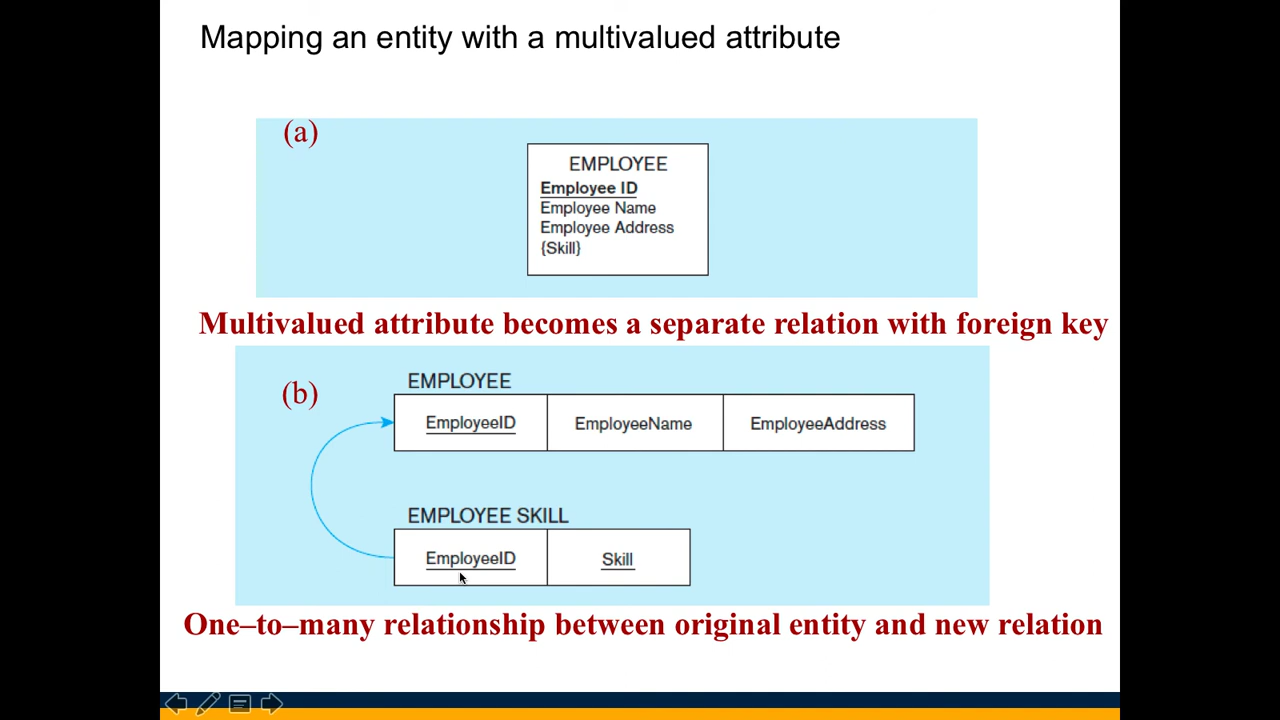 Mapping an entity with a multivalued attribute
(a)
EMPLOYEE
Employee ID
Employee Name
Employee Address
{Skill}
Multivalued attribute becomes a separate relation with foreign key
(b)
EMPLOYEE
EmployeeID EmployeeName EmployeeAddress
EMPLOYEE SKILL
EmployeeID Skill
One–to–many relationship between original entity and new relation